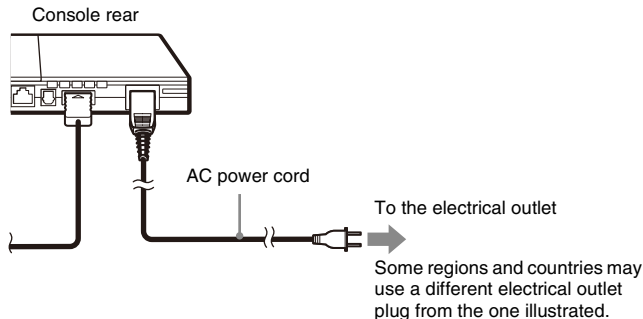 Console rear
AC power cord
To the electrical outlet
Some regions and countries may
use a different electrical outlet
plug from the one illustrated.